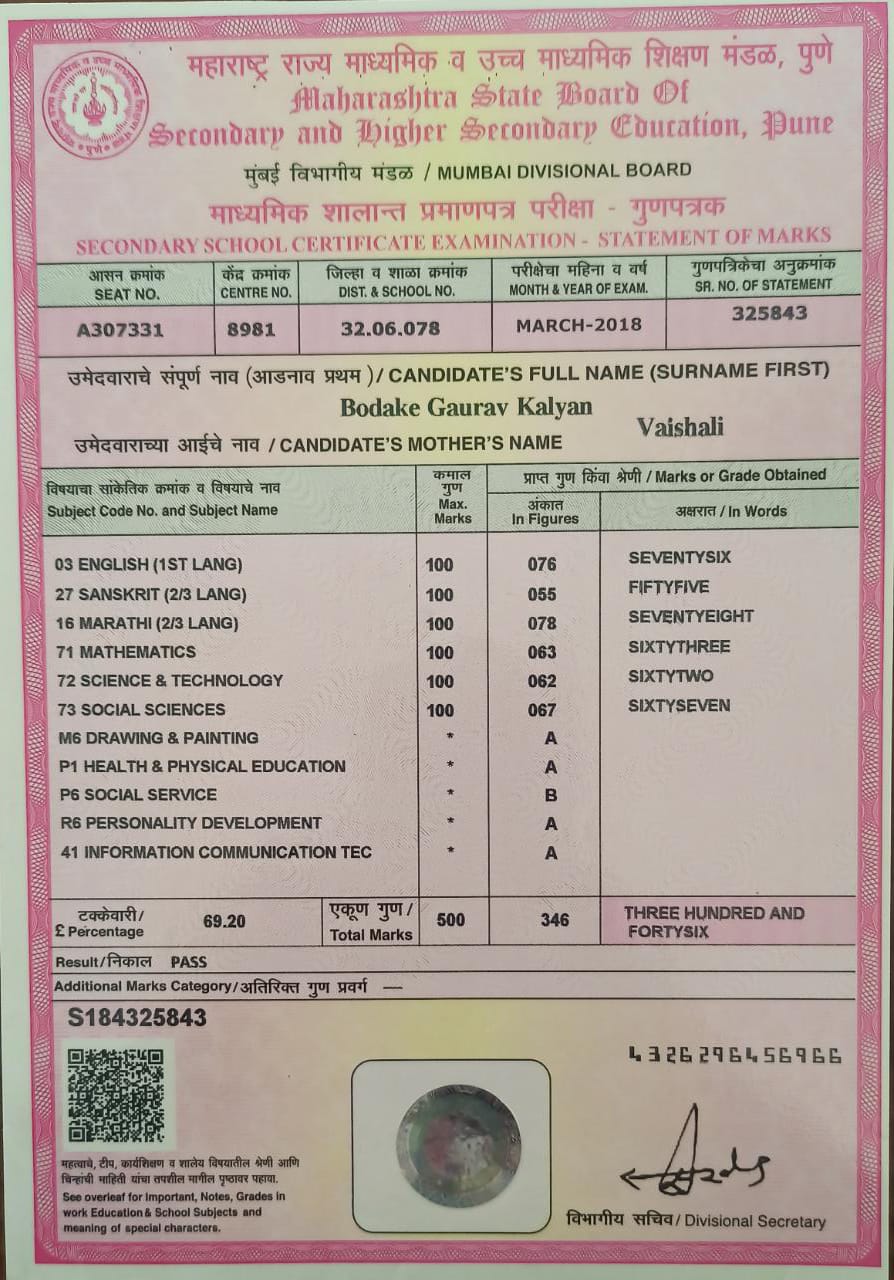 महाराष्ट्र राज्य माध्यमिक व उच्च माध्यमिक शिक्षण मंडळ, पुणे
Maharashtra State Board Of
Secondary and Higher Secondary Education, Pune
मुंबई विभागीय मंडळ / MUMBAI DIVISIONAL BOARD
माध्यमिक शालान्त प्रमाणपत्र परीक्षा - गुणपत्रक
SECONDARY SCHOOL CERTIFICATE EXAMINATION - STATEMENT OF MARKS
आसन क्रमांक केंद्र क्रमांक जिल्हा व शाळा क्रमांक परीक्षेचा महिना व वर्ष गुणपत्रिकेचा अनुक्रमांक
SEAT NO. CENTRE NO. DIST. & SCHOOL NO. MONTH & YEAR OF EXAM. SR. NO. OF STATEMENT
A307331 8981 32.06.078 MARCH-2018 325843
उमेदवाराचे संपूर्ण नाव (आडनाव प्रथम )/ CANDIDATE'S FULL NAME (SURNAME FIRST)
Bodake Gaurav Kalyan
उमेदवाराच्या आईचे नाव / CANDIDATE'S MOTHER'S NAME Vaishali
विषयाचा सांकेतिक क्रमांक व विषयाचे नाव
Subject Code No. and Subject Name
कमाल
गुण
Max.
Marks
प्राप्त गुण किंवा श्रेणी / Marks or Grade Obtained
अंकात
In Figures
अक्षरात / In Words
03 ENGLISH (1ST LANG) 100 076 SEVENTYSIX
27 SANSKRIT (2/3 LANG) 100 055 FIFTYFIVE
16 MARATHI (2/3 LANG) 100 078 SEVENTYEIGHT
71 MATHEMATICS 100 063 SIXTYTHREE
72 SCIENCE & TECHNOLOGY 100 062 SIXTYTWO
73 SOCIAL SCIENCES 100 067 SIXTYSEVEN
M6 DRAWING & PAINTING * A
P1 HEALTH & PHYSICAL EDUCATION * A
P6 SOCIAL SERVICE * B
R6 PERSONALITY DEVELOPMENT * A
41 INFORMATION COMMUNICATION TEC * A
टक्केवारी/
£ Percentage
69.20
एकूण गुण /
Total Marks
500 346
THREE HUNDRED AND
FORTYSIX
Result/निकाल PASS
Additional Marks Category/अतिरिक्त गुण प्रवर्ग —
S184325843
4326296456966
महत्वाचे, टीप, कार्यशिक्षण व शालेय विषयातील श्रेणी आणि
चिन्हांची माहिती यांचा तपशील मागील पृष्ठावर पहावा.
See overleaf for Important, Notes, Grades in
work Education & School Subjects and
meaning of special characters.
विभागीय सचिव / Divisional Secretary